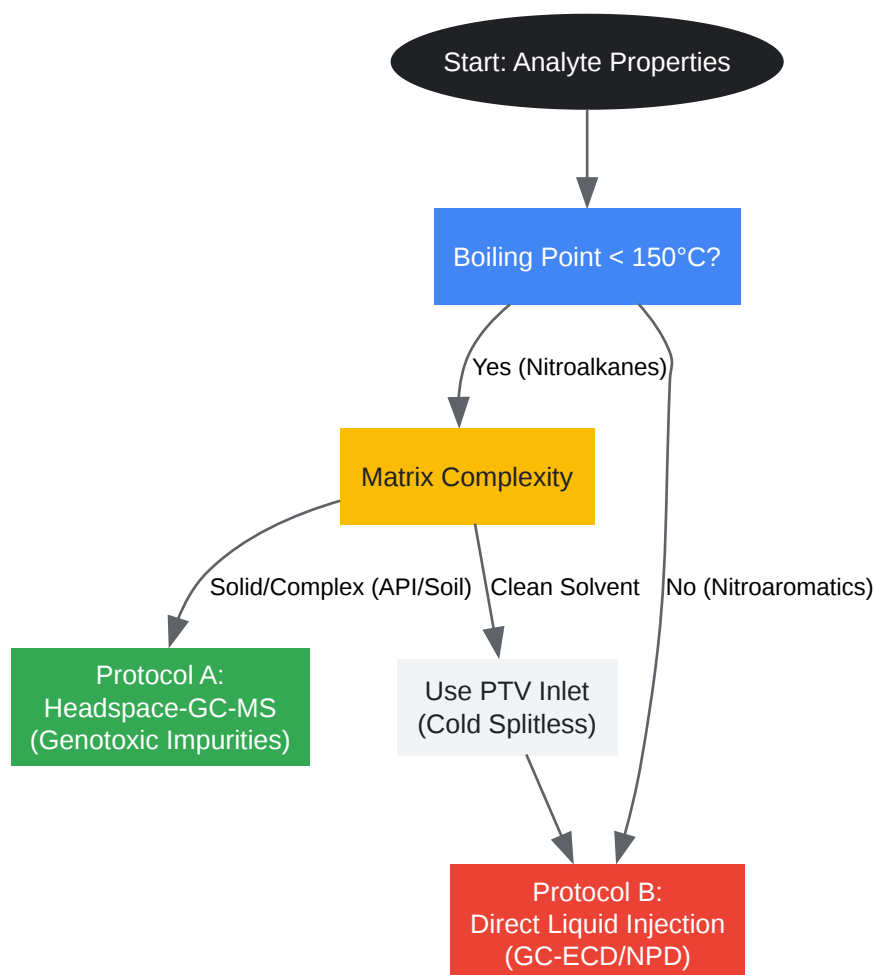 Start: Analyte Properties
Boiling Point < 150°C?
Yes (Nitroalkanes)
Matrix Complexity
Solid/Complex (API/Soil)
Clean Solvent
No (Nitroaromatics)
Protocol A:
Headspace-GC-MS
(Genotoxic Impurities)
Use PTV Inlet
(Cold Splitless)
Protocol B:
Direct Liquid Injection
(GC-ECD/NPD)